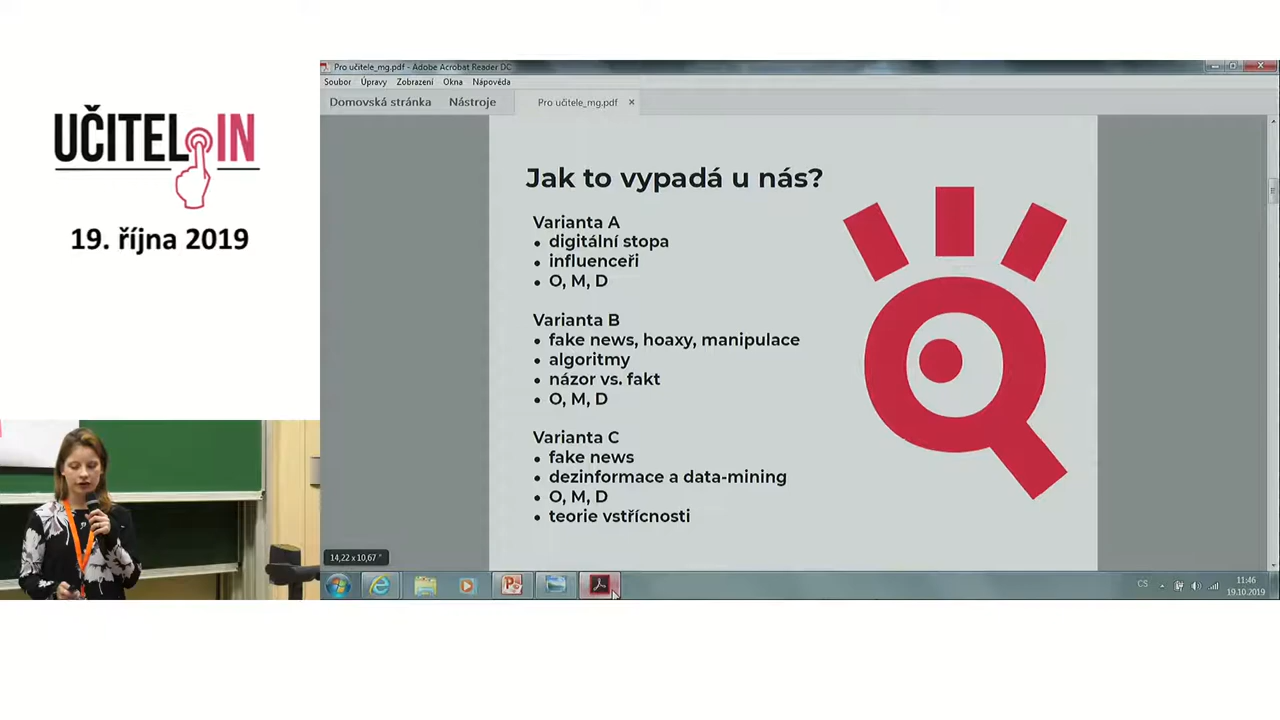 UČITEL IN
19. října 2019
Pro učitele_mg.pdf - Adobe Acrobat Reader DC
Soubor Úpravy Zobrazení Okna Nápověda
Domovská stránka Nástroje Pro učitele_mg.pdf ×
Jak to vypadá u nás?
Varianta A
• digitální stopa
• influenceři
• O, M, D
Varianta B
• fake news, hoaxy, manipulace
• algoritmy
• názor vs. fakt
• O, M, D
Varianta C
• fake news
• dezinformace a data-mining
• O, M, D
• teorie vstřícnosti
14,22 x 10,67 "
CS 11:46
19.10.2019